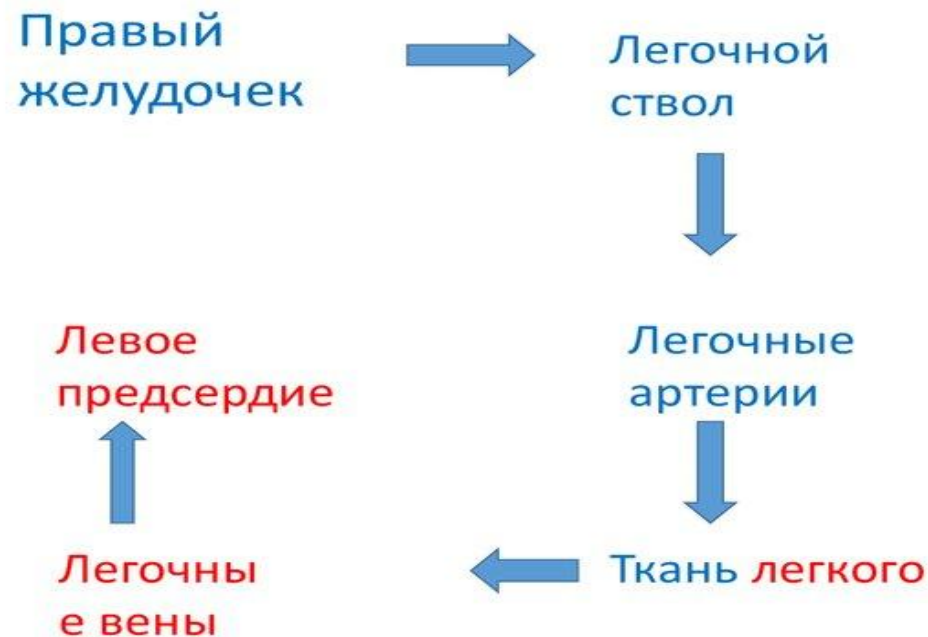 Правый
желудочек
Легочной
ствол
Легочные
артерии
Ткань легкого
Легочны
е вены
Левое
предсердие